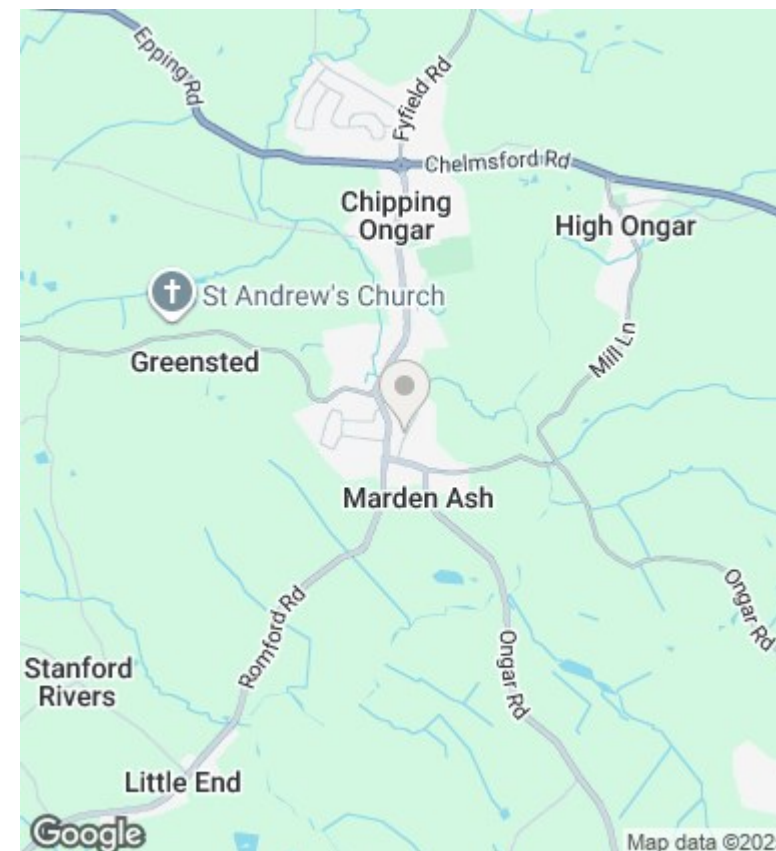 Epping Rd
Fyfield Rd
Chelmsford Rd
Chipping
Ongar
High Ongar
St Andrew's Church
Greensted
Mill Ln
Marden Ash
Ongar Rd
Romford Rd
Ongar Rd
Stanford
Rivers
Little End
Google
Map data ©202